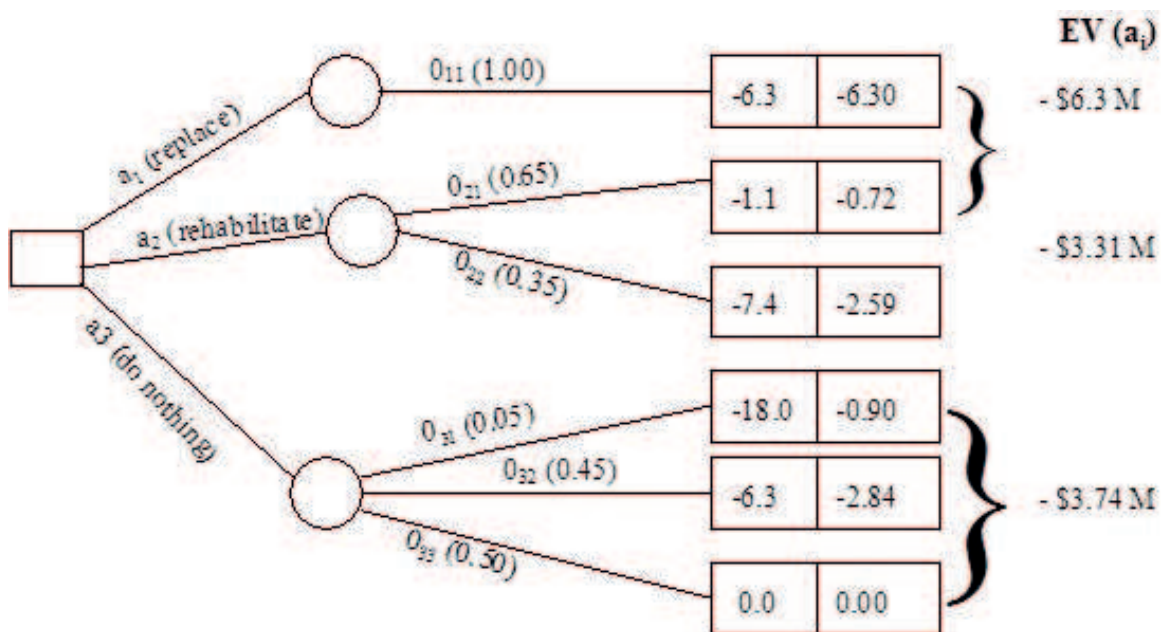 EV (aᵢ)
0₁₁ (1.00)
-6.3 -6.30
- $6.3 M
a₁ (replace)
0₂₁ (0.65)
-1.1 -0.72
a₂ (rehabilitate)
- $3.31 M
0₂₂ (0.35)
-7.4 -2.59
a3 (do nothing)
0₃₁ (0.05)
-18.0 -0.90
0₃₂ (0.45)
-6.3 -2.84
- $3.74 M
0₃₃ (0.50)
0.0 0.00